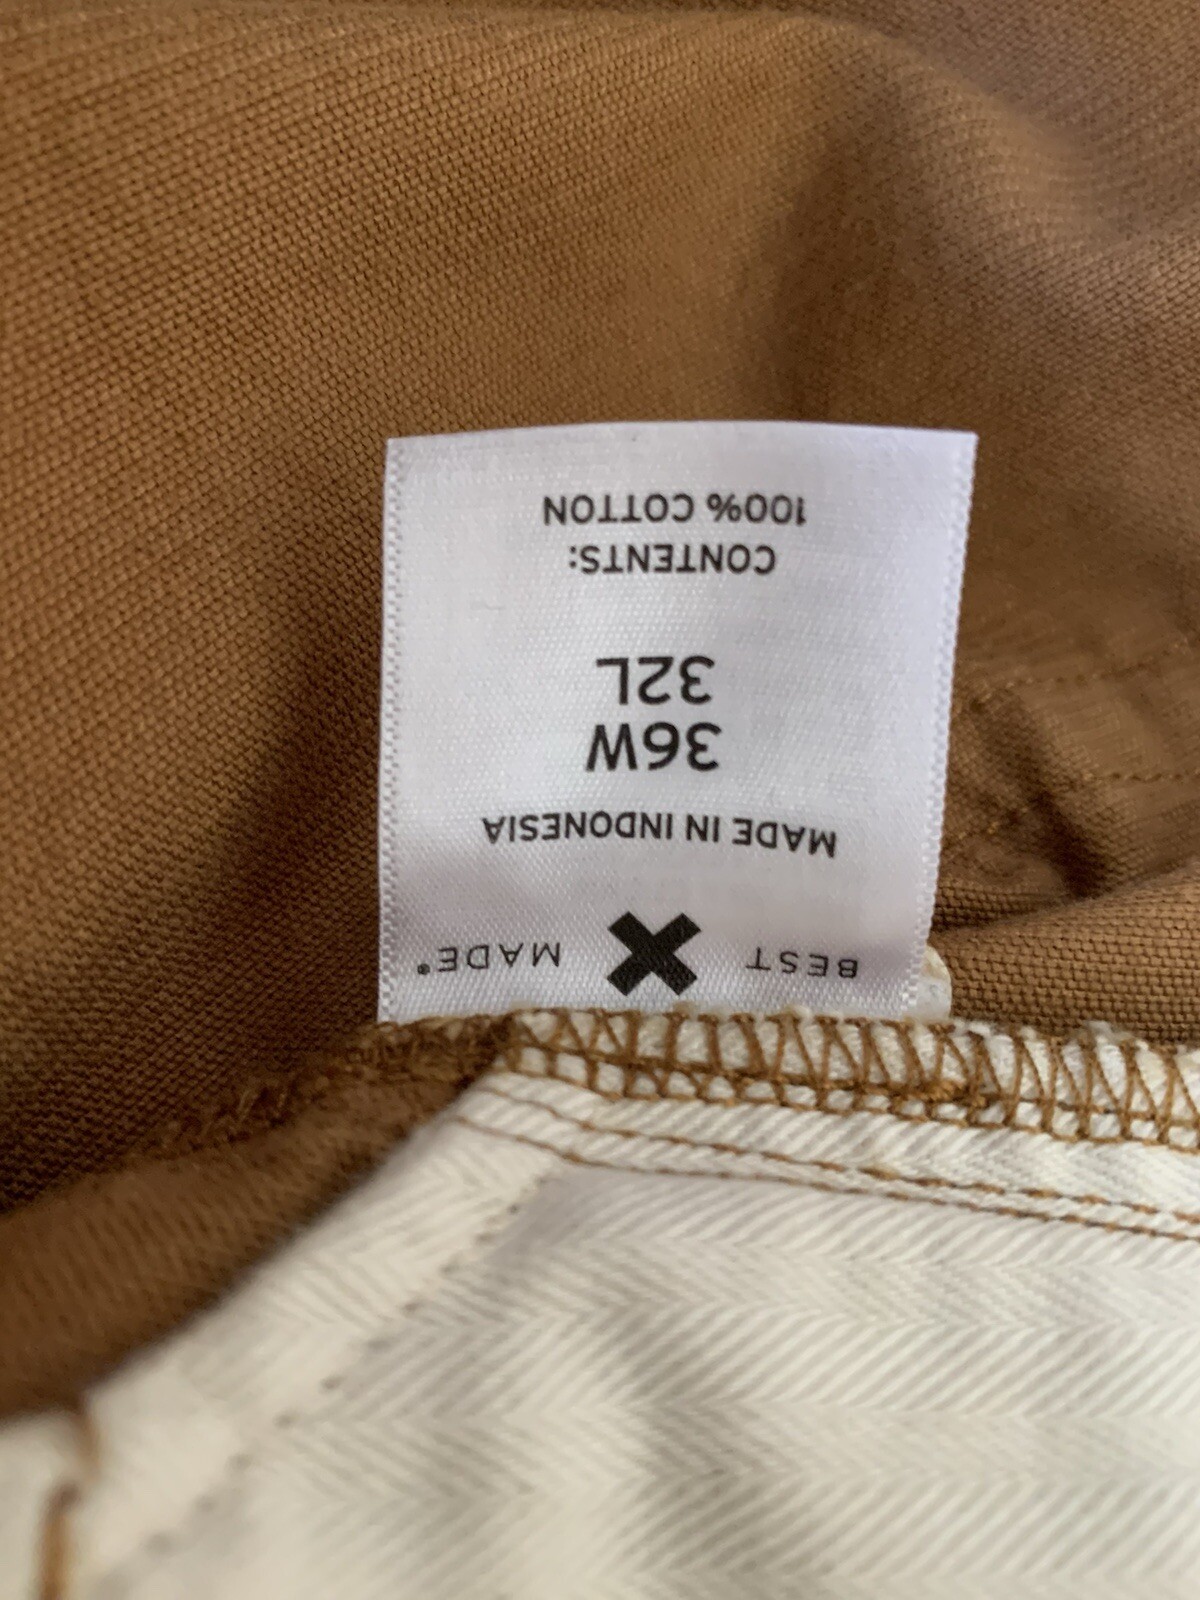 BEST MADE®
MADE IN INDONESIA
36W
32L
CONTENTS:
100% COTTON